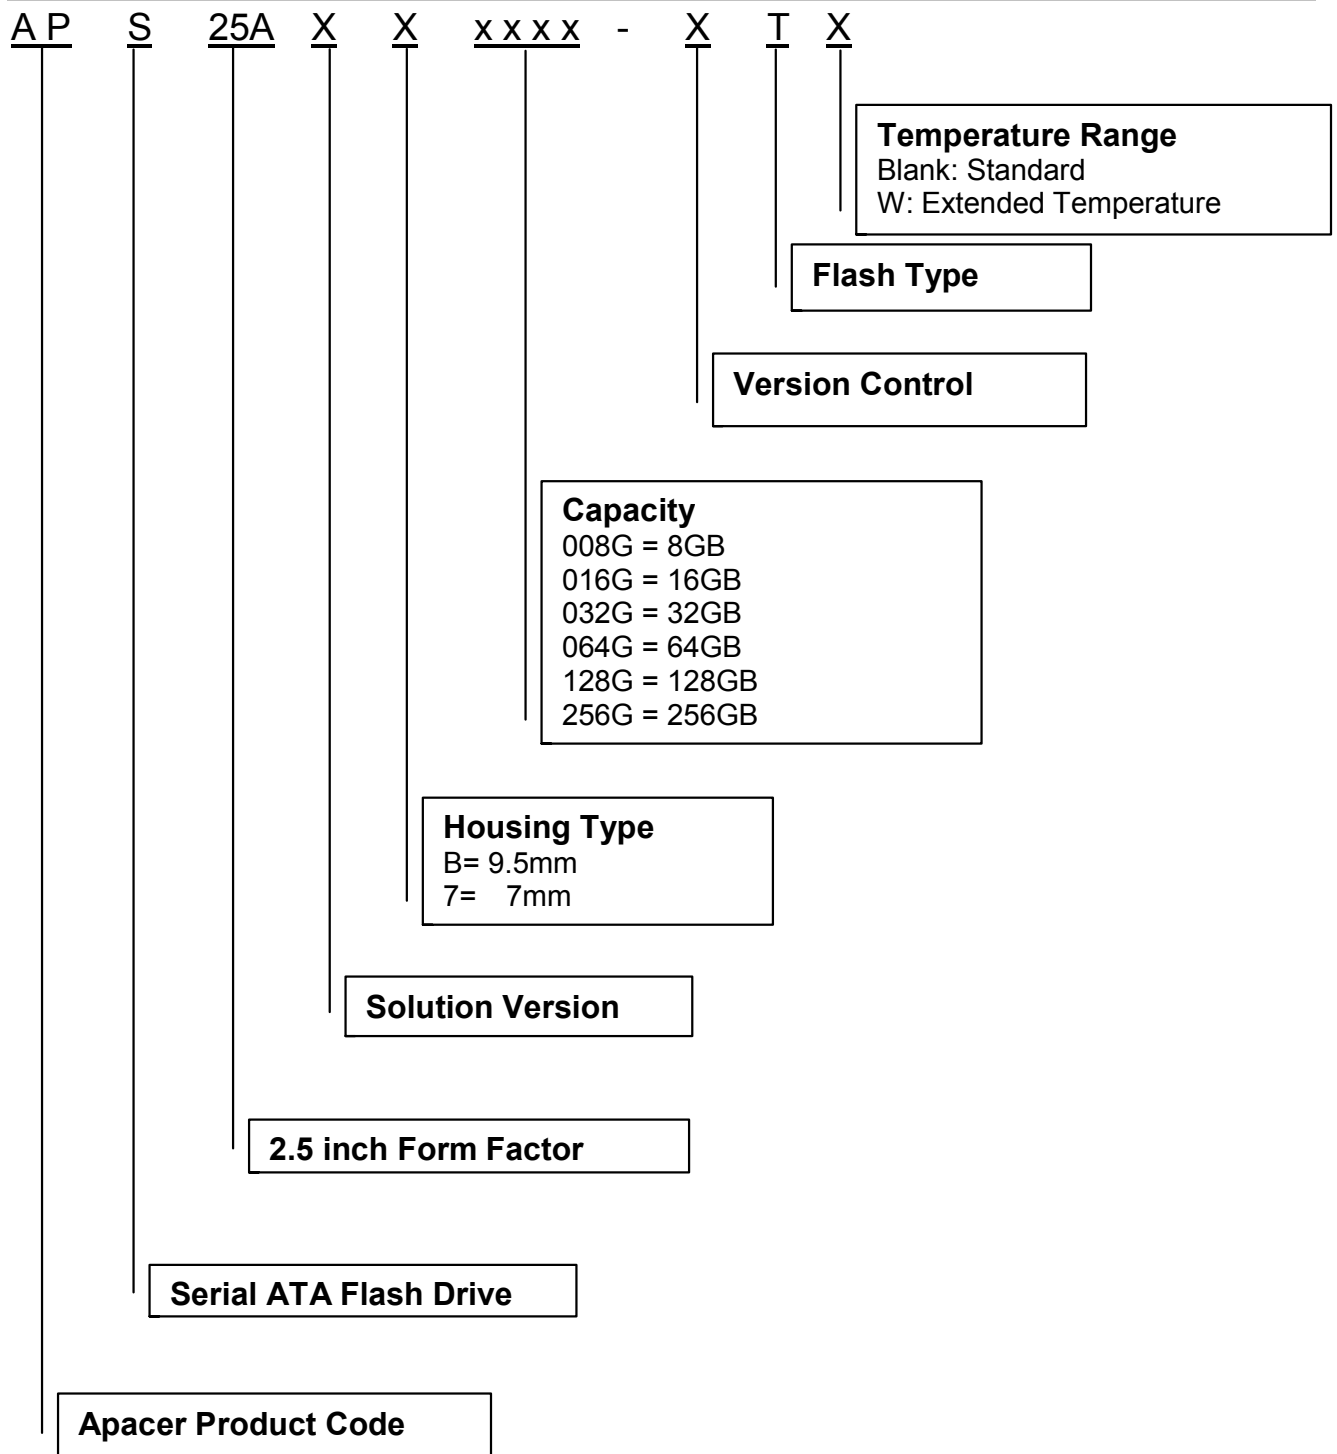 A P S 25A X X x x x x - X T X
Temperature Range
Blank: Standard
W: Extended Temperature
Flash Type
Version Control
Capacity
008G = 8GB
016G = 16GB
032G = 32GB
064G = 64GB
128G = 128GB
256G = 256GB
Housing Type
B= 9.5mm
7= 7mm
Solution Version
2.5 inch Form Factor
Serial ATA Flash Drive
Apacer Product Code